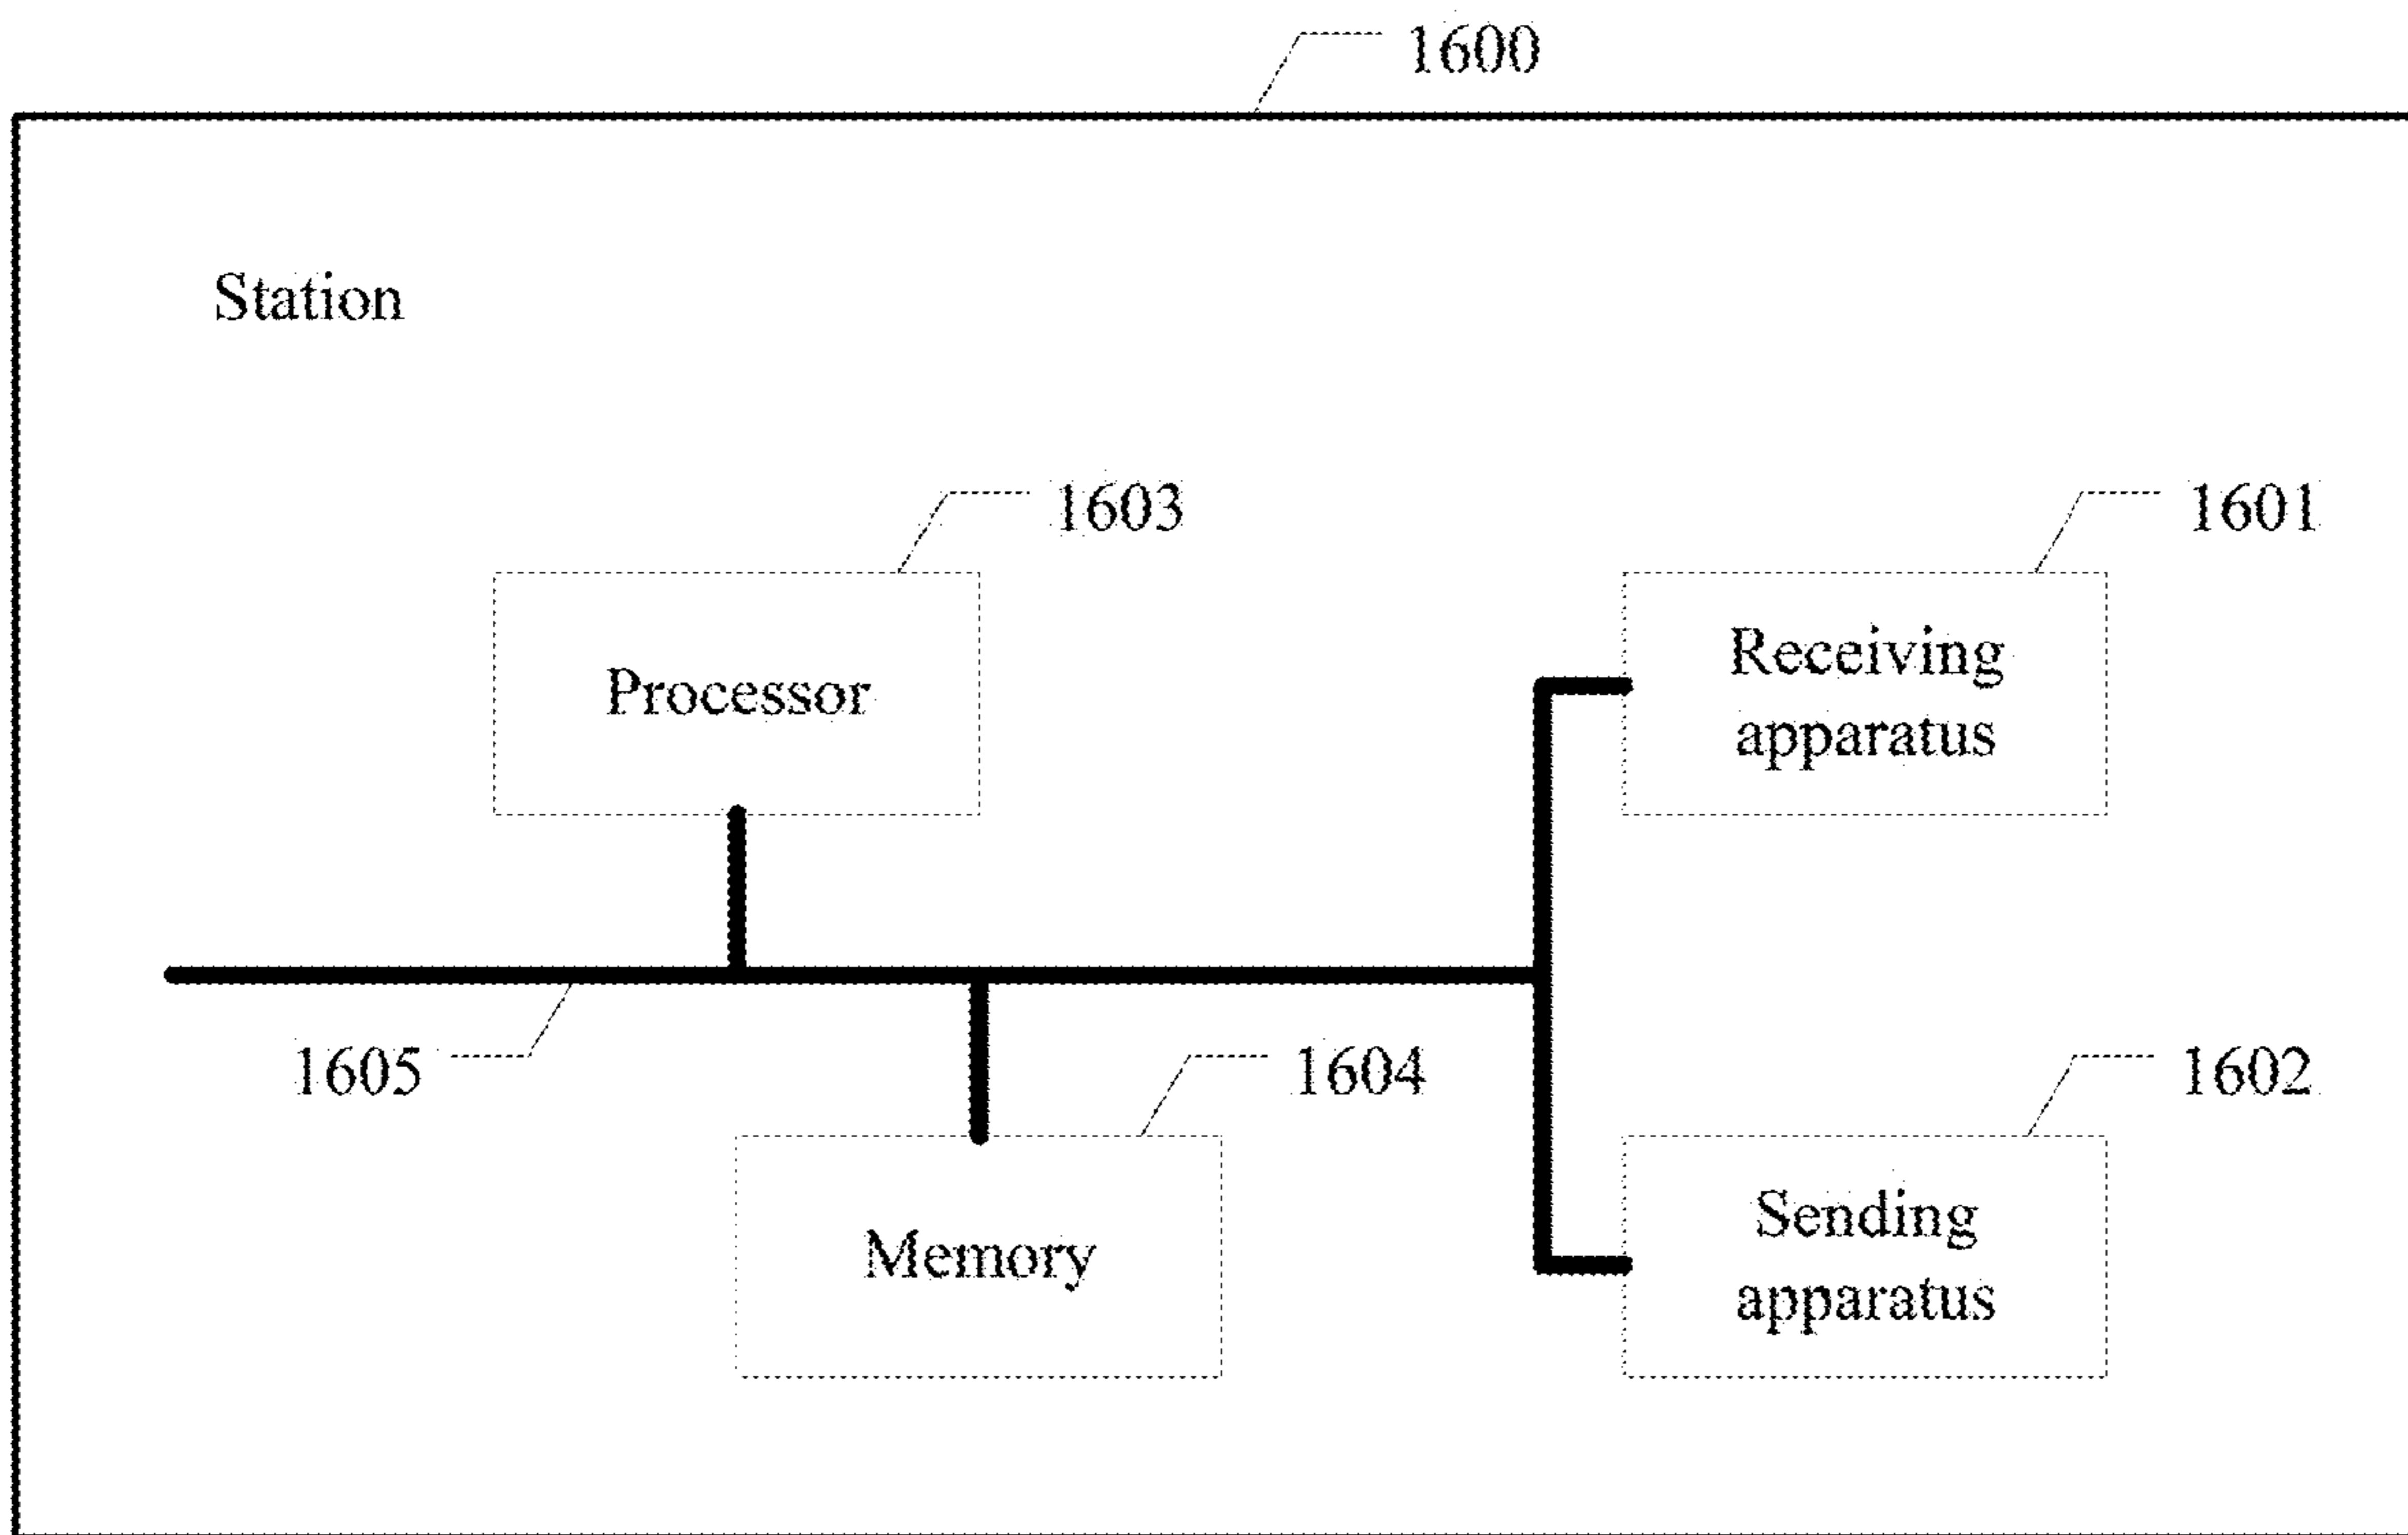 1600
Station
1603
1601
Processor
Receiving
apparatus
1605
1604
1602
Memory
Sending
apparatus